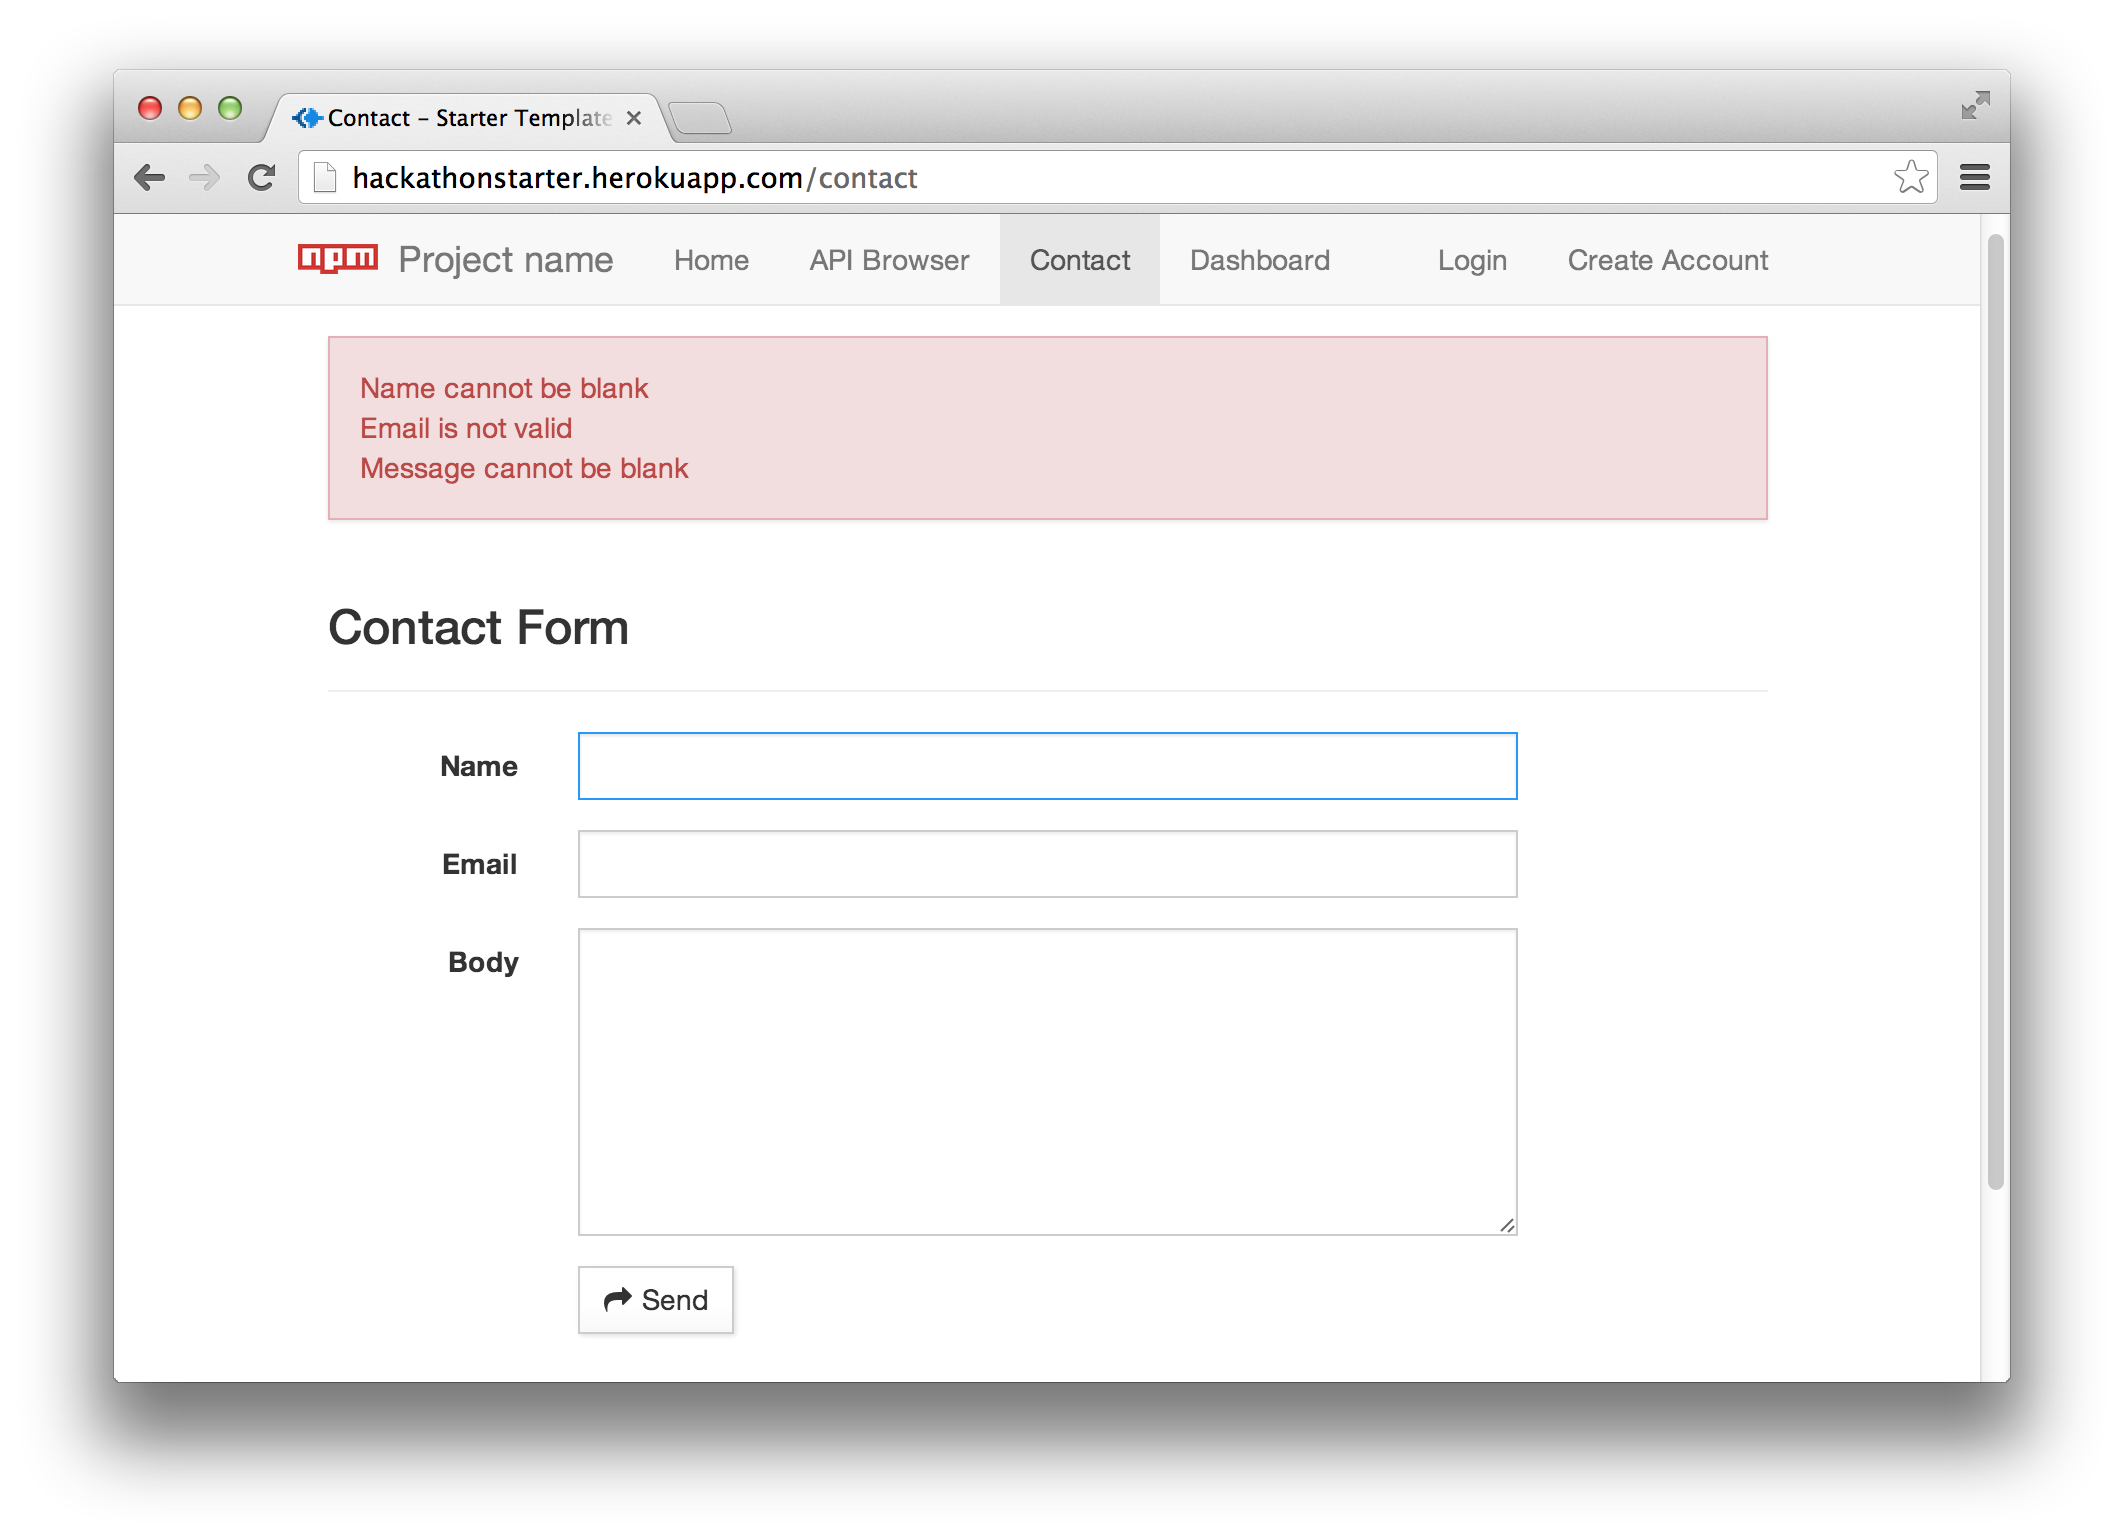 Contact – Starter Template
hackathonstarter.herokuapp.com/contact
npm Project name Home API Browser Contact Dashboard Login Create Account
Name cannot be blank
Email is not valid
Message cannot be blank
Contact Form
Name
Email
Body
Send